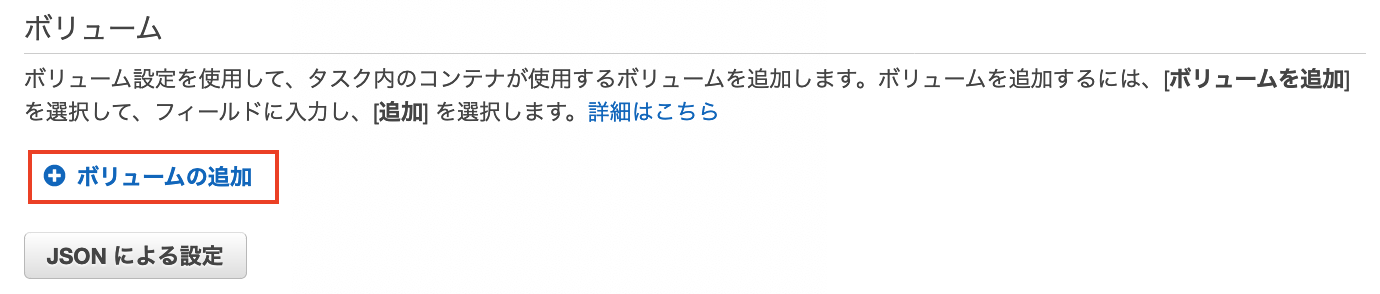 ボリューム
ボリューム設定を使用して、タスク内のコンテナが使用するボリュームを追加します。ボリュームを追加するには、[ボリュームを追加]
を選択して、フィールドに入力し、[追加] を選択します。詳細はこちら
ボリュームの追加
JSON による設定